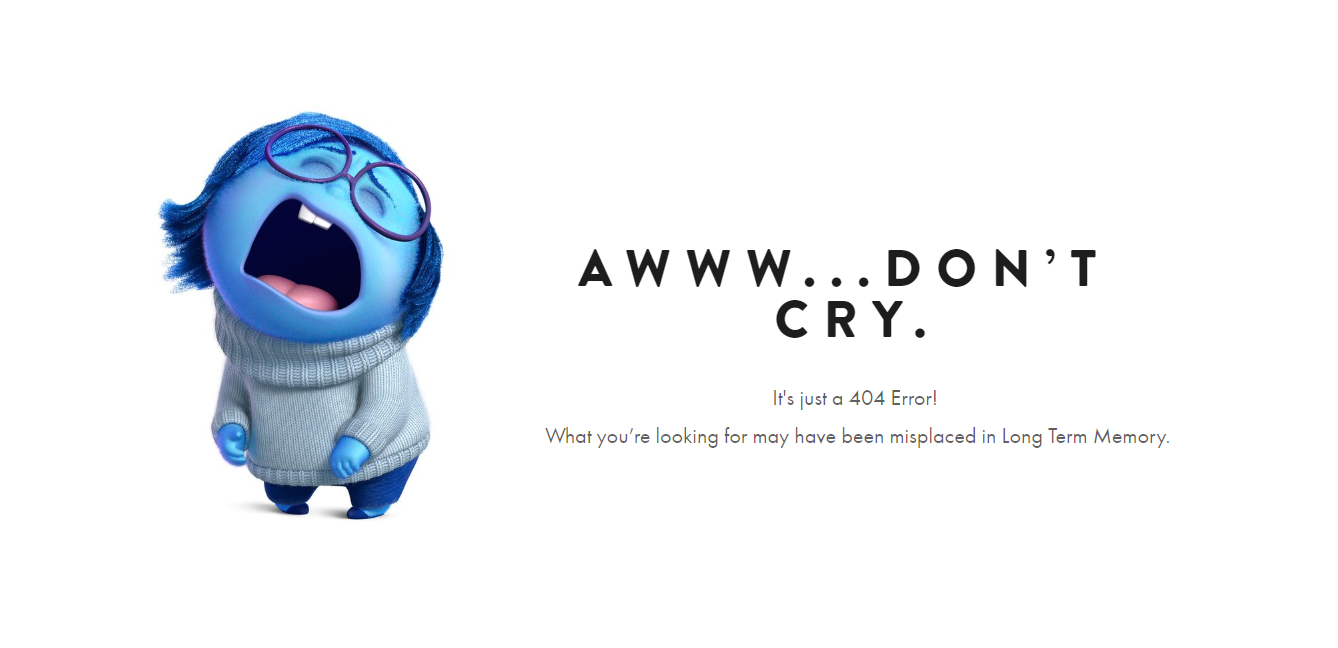 AWWW...DON’T
CRY.
It's just a 404 Error!
What you’re looking for may have been misplaced in Long Term Memory.